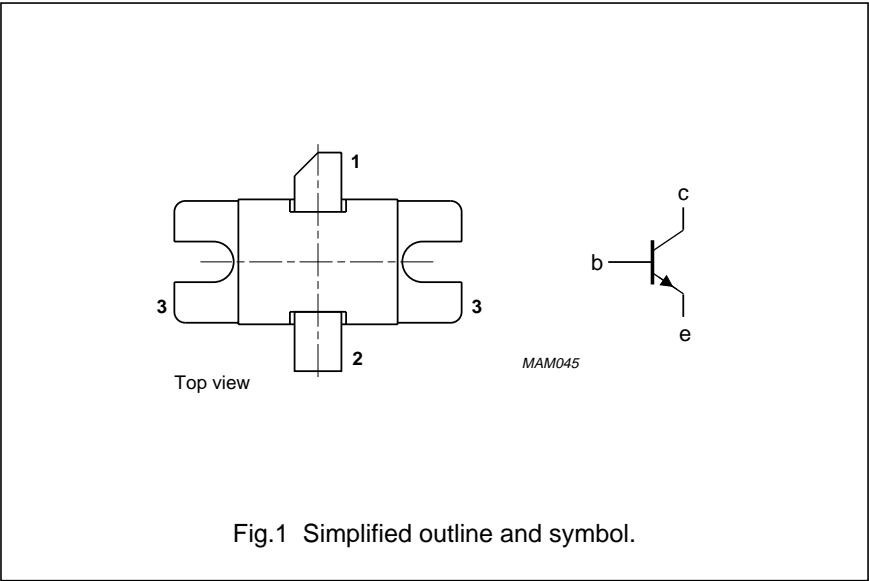 1
c
b
3
3
e
2
MAM045
Top view
Fig.1 Simplified outline and symbol.